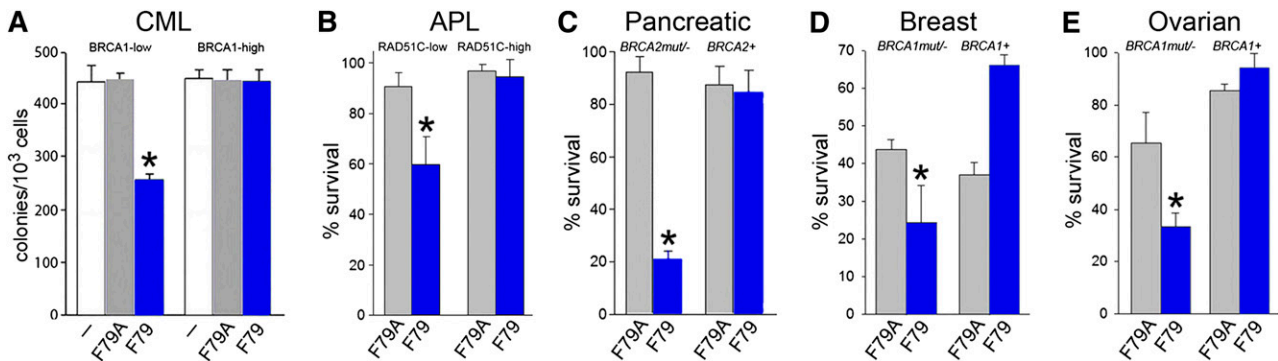 A CML
BRCA1-low BRCA1-high
colonies/10³ cells
500
400
300
200
100
0
– F79A F79 – F79A F79
*
B APL
RAD51C-low RAD51C-high
% survival
100
80
60
40
20
0
F79A F79 F79A F79
*
C Pancreatic
BRCA2mut/- BRCA2+
% survival
100
80
60
40
20
0
F79A F79 F79A F79
*
D Breast
BRCA1mut/- BRCA1+
% survival
70
60
50
40
30
20
10
0
F79A F79 F79A F79
*
E Ovarian
BRCA1mut/- BRCA1+
% survival
100
80
60
40
20
0
F79A F79 F79A F79
*